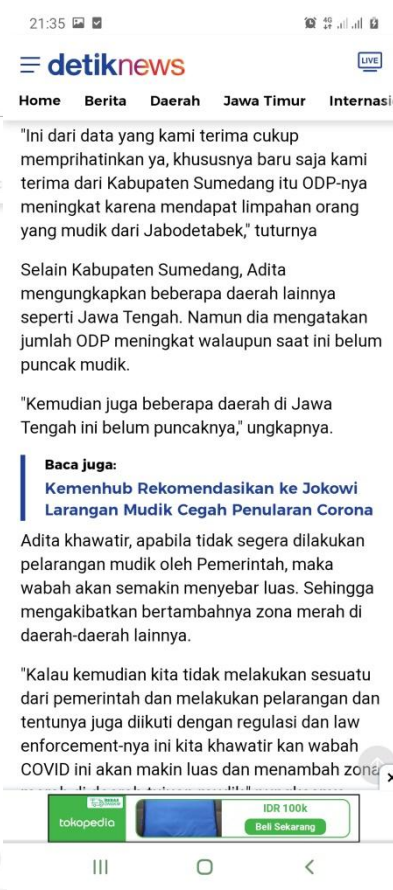 21:35
4G
detiknews
LIVE
Home Berita Daerah Jawa Timur Internasi
"Ini dari data yang kami terima cukup
memprihatinkan ya, khususnya baru saja kami
terima dari Kabupaten Sumedang itu ODP-nya
meningkat karena mendapat limpahan orang
yang mudik dari Jabodetabek," tuturnya
Selain Kabupaten Sumedang, Adita
mengungkapkan beberapa daerah lainnya
seperti Jawa Tengah. Namun dia mengatakan
jumlah ODP meningkat walaupun saat ini belum
puncak mudik.
"Kemudian juga beberapa daerah di Jawa
Tengah ini belum puncaknya," ungkapnya.
Baca juga:
Kemenhub Rekomendasikan ke Jokowi
Larangan Mudik Cegah Penularan Corona
Adita khawatir, apabila tidak segera dilakukan
pelarangan mudik oleh Pemerintah, maka
wabah akan semakin menyebar luas. Sehingga
mengakibatkan bertambahnya zona merah di
daerah-daerah lainnya.
"Kalau kemudian kita tidak melakukan sesuatu
dari pemerintah dan melakukan pelarangan dan
tentunya juga diikuti dengan regulasi dan law
enforcement-nya ini kita khawatir kan wabah
COVID ini akan makin luas dan menambah zona
tokopedia
IDR 100k
Beli Sekarang